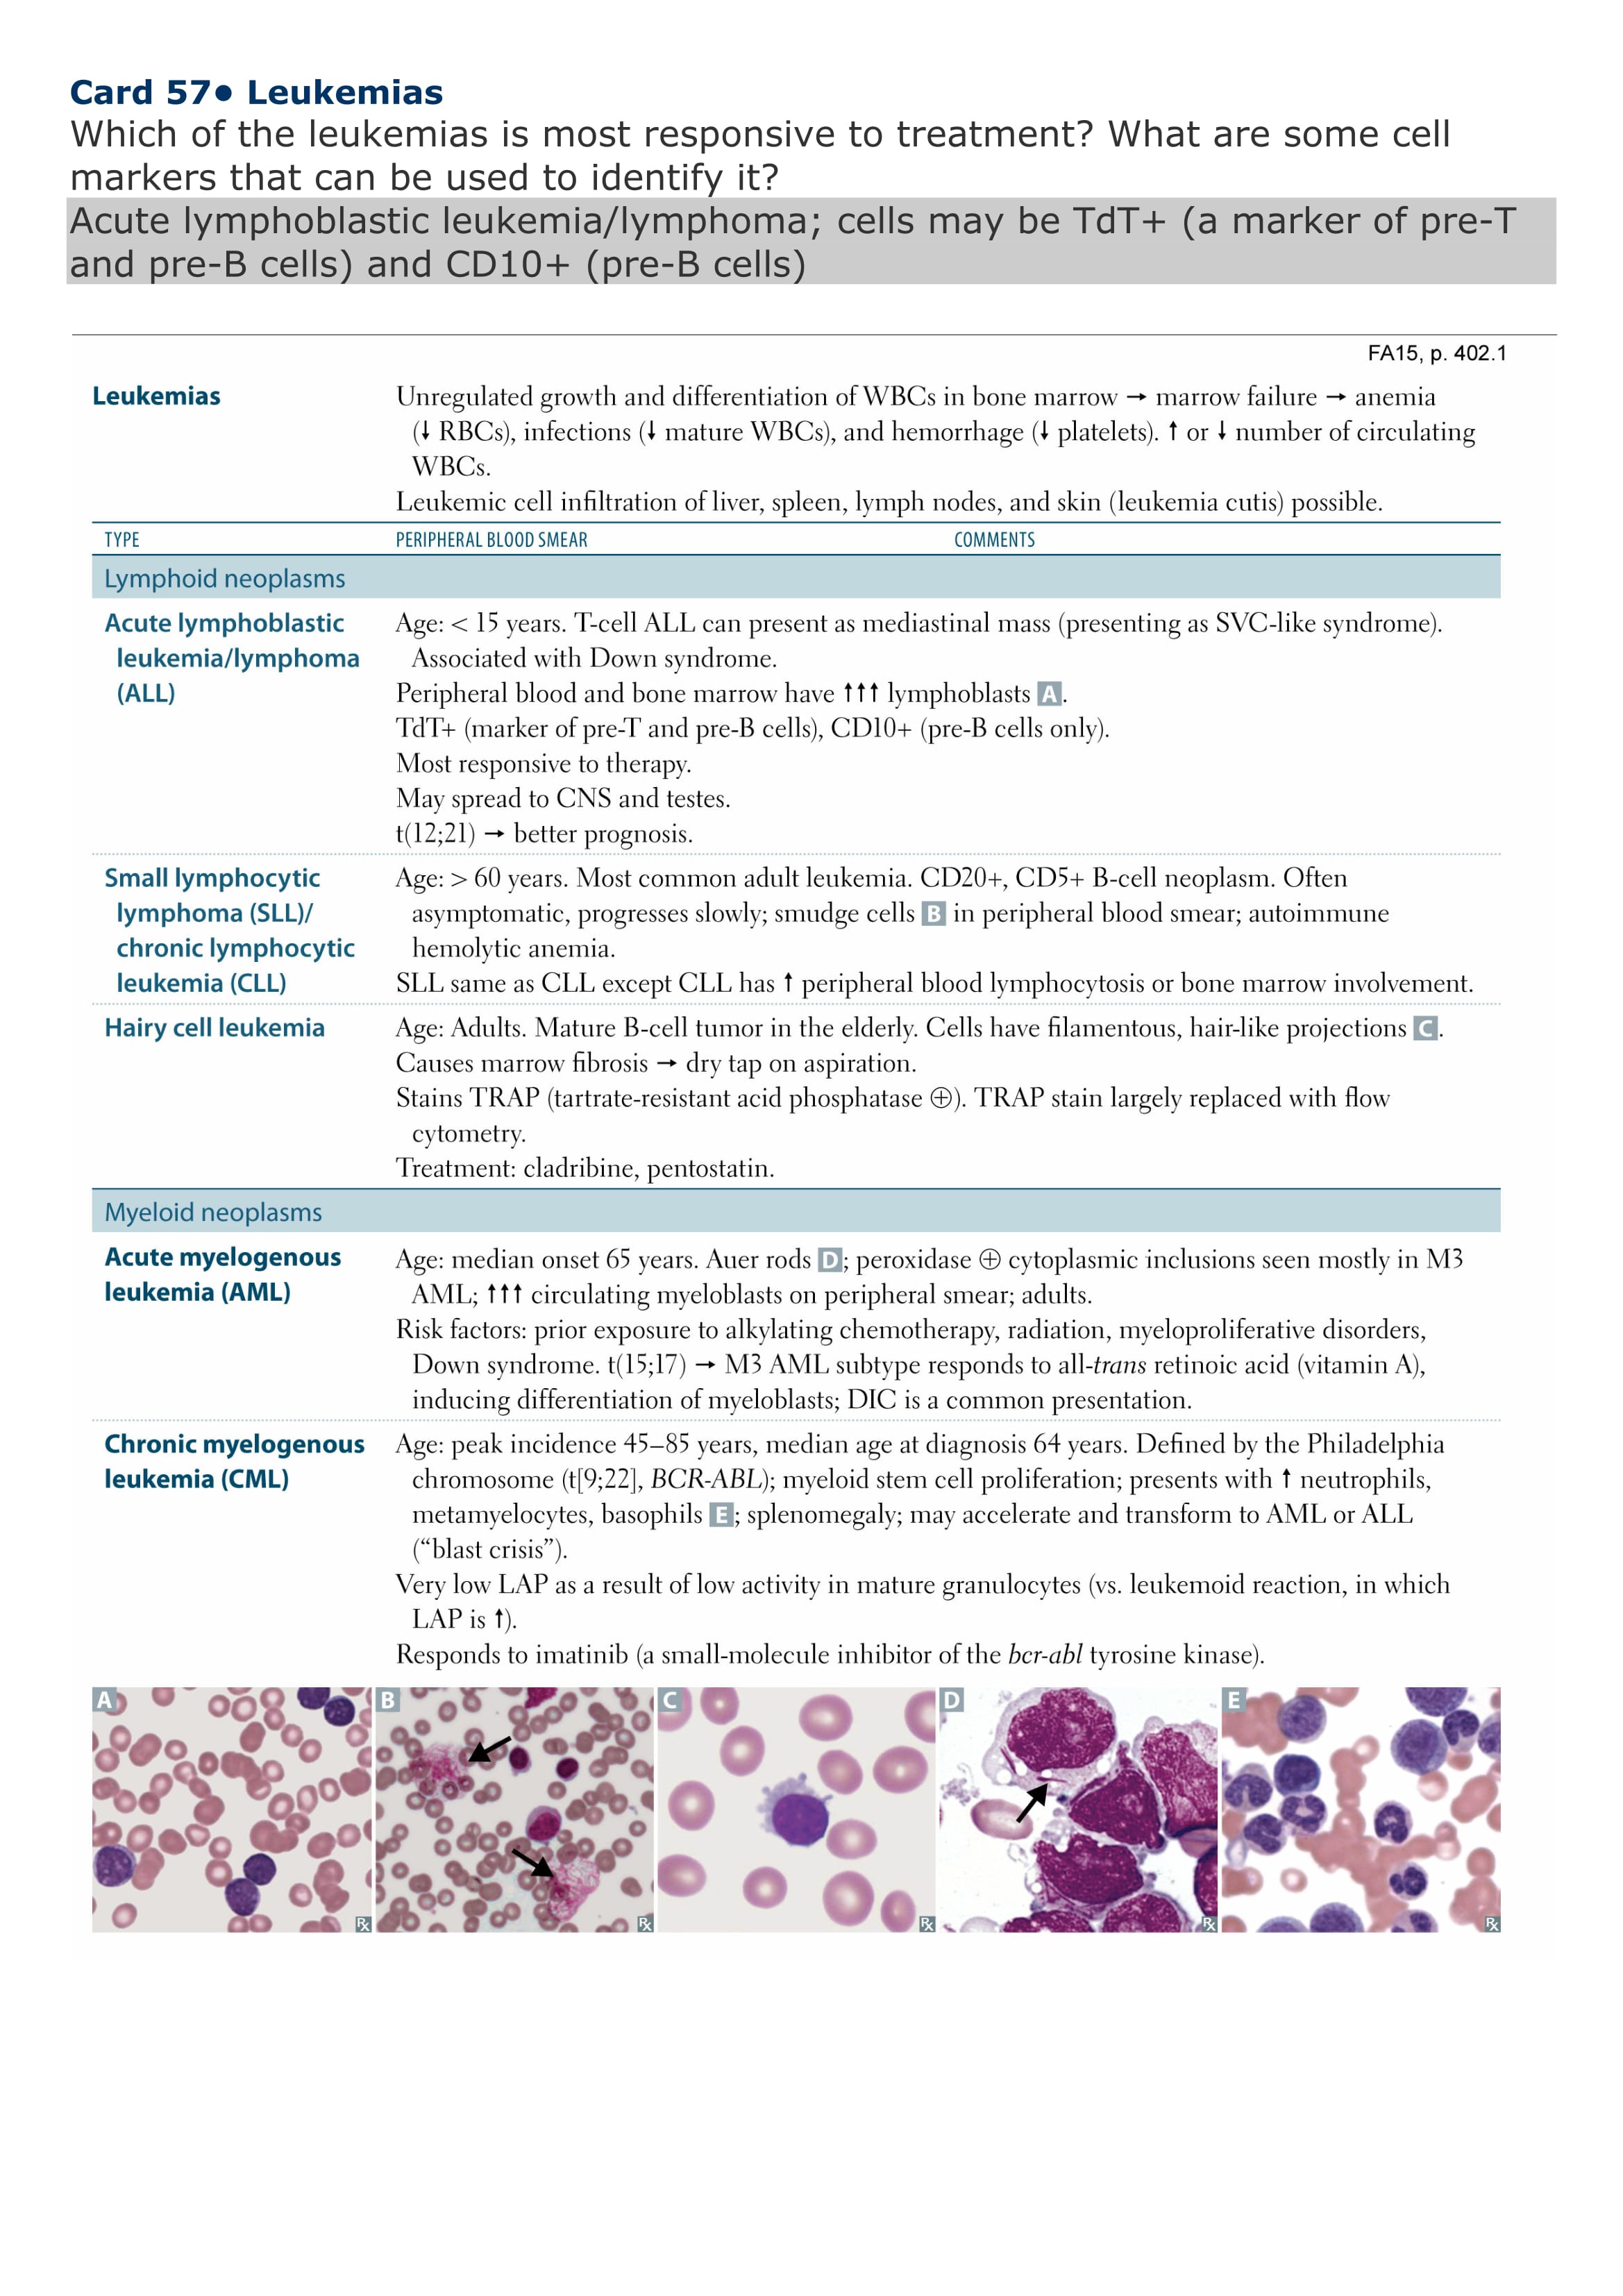 Card 57● Leukemias
Which of the leukemias is most responsive to treatment? What are some cell
markers that can be used to identify it?
Acute lymphoblastic leukemia/lymphoma; cells may be TdT+ (a marker of pre-T
and pre-B cells) and CD10+ (pre-B cells)
FA15, p. 402.1
Leukemias
Unregulated growth and differentiation of WBCs in bone marrow → marrow failure → anemia
(↓ RBCs), infections (↓ mature WBCs), and hemorrhage (↓ platelets). ↑ or ↓ number of circulating
WBCs.
Leukemic cell infiltration of liver, spleen, lymph nodes, and skin (leukemia cutis) possible.
TYPE PERIPHERAL BLOOD SMEAR COMMENTS
Lymphoid neoplasms
Acute lymphoblastic
leukemia/lymphoma
(ALL)
Age: < 15 years. T-cell ALL can present as mediastinal mass (presenting as SVC-like syndrome).
Associated with Down syndrome.
Peripheral blood and bone marrow have ↑↑↑ lymphoblasts A.
TdT+ (marker of pre-T and pre-B cells), CD10+ (pre-B cells only).
Most responsive to therapy.
May spread to CNS and testes.
t(12;21) → better prognosis.
Small lymphocytic
lymphoma (SLL)/
chronic lymphocytic
leukemia (CLL)
Age: > 60 years. Most common adult leukemia. CD20+, CD5+ B-cell neoplasm. Often
asymptomatic, progresses slowly; smudge cells B in peripheral blood smear; autoimmune
hemolytic anemia.
SLL same as CLL except CLL has ↑ peripheral blood lymphocytosis or bone marrow involvement.
Hairy cell leukemia
Age: Adults. Mature B-cell tumor in the elderly. Cells have filamentous, hair-like projections C.
Causes marrow fibrosis → dry tap on aspiration.
Stains TRAP (tartrate-resistant acid phosphatase ⊕). TRAP stain largely replaced with flow
cytometry.
Treatment: cladribine, pentostatin.
Myeloid neoplasms
Acute myelogenous
leukemia (AML)
Age: median onset 65 years. Auer rods D; peroxidase ⊕ cytoplasmic inclusions seen mostly in M3
AML; ↑↑↑ circulating myeloblasts on peripheral smear; adults.
Risk factors: prior exposure to alkylating chemotherapy, radiation, myeloproliferative disorders,
Down syndrome. t(15;17) → M3 AML subtype responds to all-trans retinoic acid (vitamin A),
inducing differentiation of myeloblasts; DIC is a common presentation.
Chronic myelogenous
leukemia (CML)
Age: peak incidence 45–85 years, median age at diagnosis 64 years. Defined by the Philadelphia
chromosome (t[9;22], BCR-ABL); myeloid stem cell proliferation; presents with ↑ neutrophils,
metamyelocytes, basophils E; splenomegaly; may accelerate and transform to AML or ALL
(“blast crisis”).
Very low LAP as a result of low activity in mature granulocytes (vs. leukemoid reaction, in which
LAP is ↑).
Responds to imatinib (a small-molecule inhibitor of the bcr-abl tyrosine kinase).
A B C D E
℞ ℞ ℞ ℞ ℞